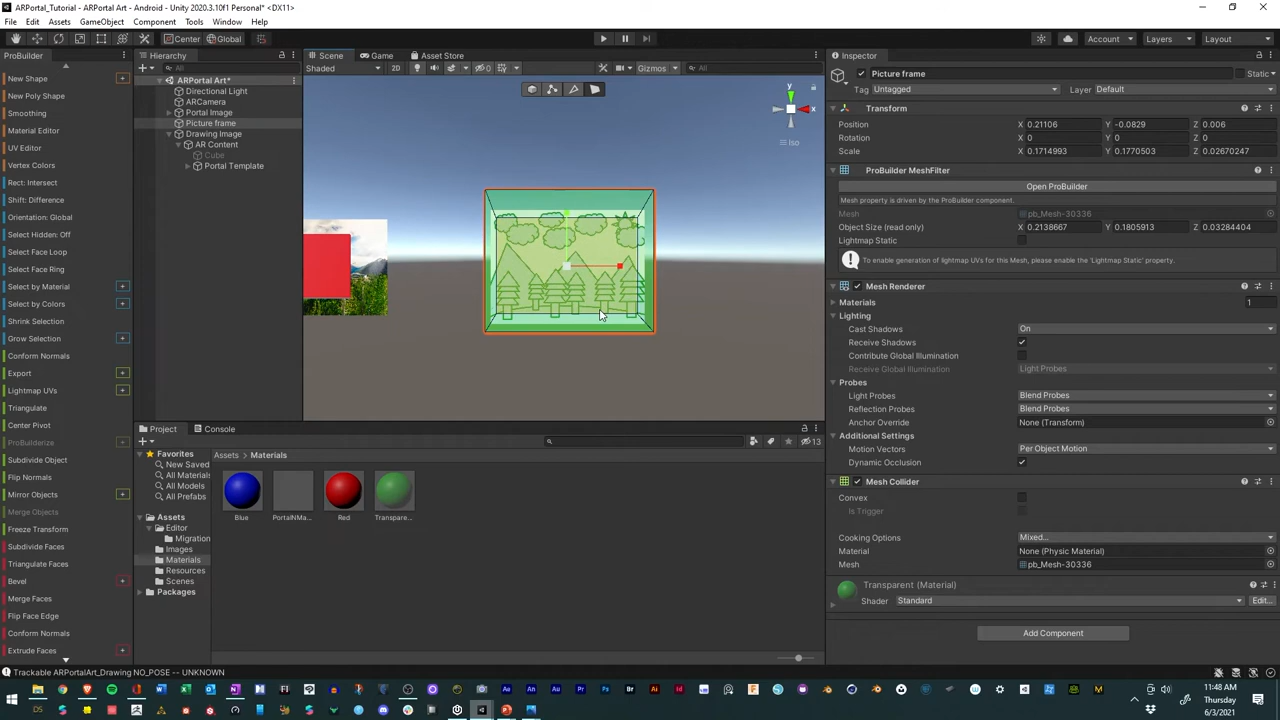 ARPortal_Tutorial - ARPortal Art - Android - Unity 2020.3.10f1 Personal* <DX11>
File Edit Assets GameObject Component Tools Window Help
Center Global Account Layers Layout
ProBuilder
New Shape
New Poly Shape
Smoothing
Material Editor
UV Editor
Vertex Colors
Rect: Intersect
Shift: Difference
Orientation: Global
Select Hidden: Off
Select Face Loop
Select Face Ring
Select by Material
Select by Colors
Shrink Selection
Grow Selection
Conform Normals
Export
Lightmap UVs
Triangulate
Center Pivot
ProBuilderize
Subdivide Object
Flip Normals
Mirror Objects
Merge Objects
Freeze Transform
Subdivide Faces
Triangulate Faces
Bevel
Merge Faces
Flip Face Edge
Conform Normals
Extrude Faces
Hierarchy
All
ARPortal Art*
Directional Light
ARCamera
Portal Image
Picture frame
Drawing Image
AR Content
Cube
Portal Template
Scene Game Asset Store
Shaded 2D 0 Gizmos All
y
x
Iso
Project Console
13
Favorites
New Saved
All Materials
All Models
All Prefabs
Assets
Editor
Migration
Images
Materials
Resources
Scenes
Packages
Assets > Materials
Blue PortalNMa... Red Transpare...
Inspector
Picture frame Static
Tag Untagged Layer Default
Transform
Position X 0.21106 Y -0.0829 Z 0.006
Rotation X 0 Y 0 Z 0
Scale X 0.1714993 Y 0.1770503 Z 0.02670247
ProBuilder MeshFilter
Open ProBuilder
Mesh property is driven by the ProBuilder component.
Mesh pb_Mesh-30336
Object Size (read only) X 0.2138667 Y 0.1805913 Z 0.03284404
Lightmap Static
To enable generation of lightmap UVs for this Mesh, please enable the 'Lightmap Static' property.
Mesh Renderer
Materials 1
Lighting
Cast Shadows On
Receive Shadows
Contribute Global Illumination
Receive Global Illumination Light Probes
Probes
Light Probes Blend Probes
Reflection Probes Blend Probes
Anchor Override None (Transform)
Additional Settings
Motion Vectors Per Object Motion
Dynamic Occlusion
Mesh Collider
Convex
Is Trigger
Cooking Options Mixed...
Material None (Physic Material)
Mesh pb_Mesh-30336
Transparent (Material)
Shader Standard Edit...
Add Component
Trackable ARPortalArt_Drawing NO_POSE -- UNKNOWN
11:48 AM
Thursday
6/3/2021